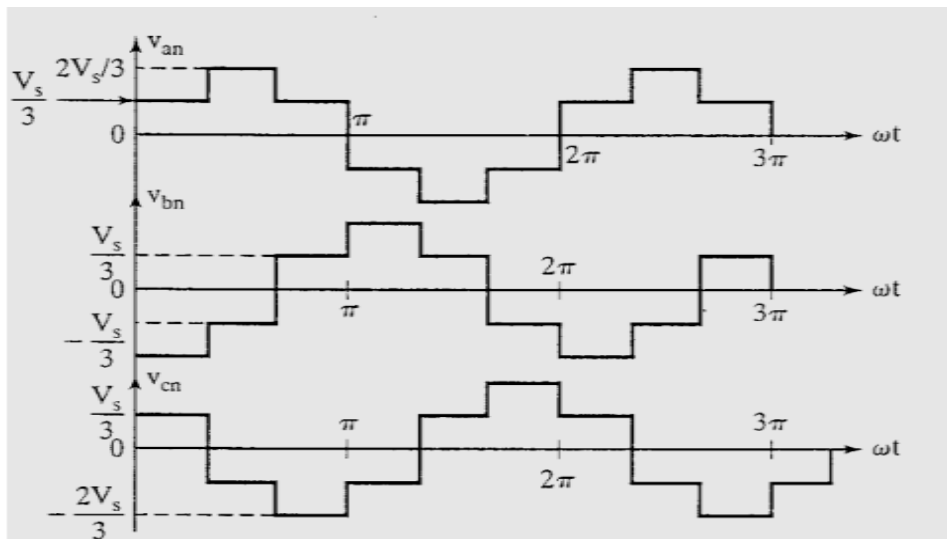 v_an
2V_s/3
V_s/3
0
π
2π
3π
ωt
v_bn
V_s/3
0
-V_s/3
π
2π
3π
ωt
v_cn
V_s/3
0
-2V_s/3
π
2π
3π
ωt